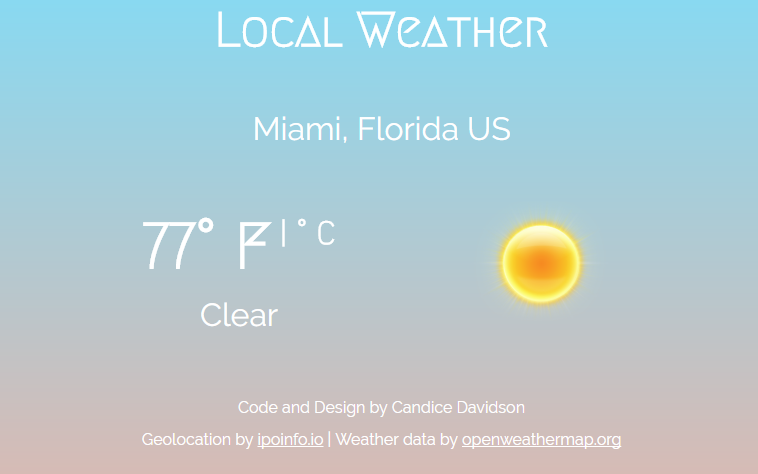 Local Weather
Miami, Florida US
77° F | ° C
Clear
Code and Design by Candice Davidson
Geolocation by ipoinfo.io | Weather data by openweathermap.org